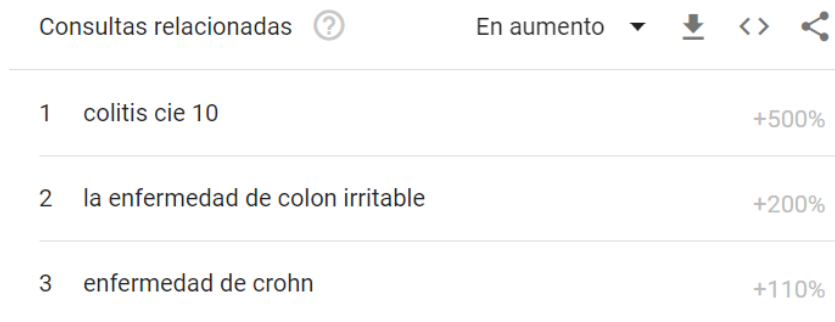 Consultas relacionadas ? En aumento
1 colitis cie 10 +500%
2 la enfermedad de colon irritable +200%
3 enfermedad de crohn +110%